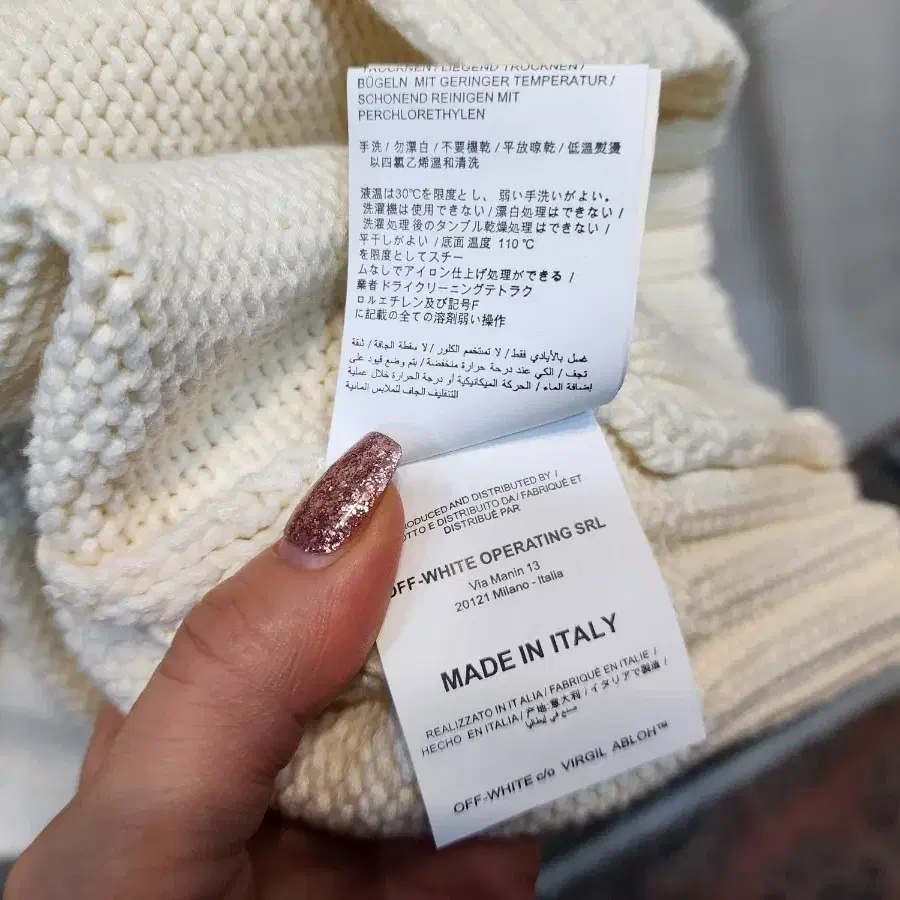 TROCKNEN / LIEGEND TROCKNEN /
BÜGELN MIT GERINGER TEMPERATUR /
SCHONEND REINIGEN MIT
PERCHLORETHYLEN
手洗 / 勿漂白 / 不要機乾 / 平放晾乾 / 低溫熨燙
以四氯乙烯溫和清洗
液温は30℃を限度とし、弱い手洗いがよい。
洗濯機は使用できない / 漂白処理はできない /
洗濯処理後のタンブル乾燥処理はできない /
平干しがよい / 底面温度 110℃
を限度としてスチー
ムなしでアイロン仕上げ処理ができる /
業者ドライクリーニングテトラク
ロルエチレン及び記号F
に記載の全ての溶剤弱い操作
غسل بالأيادي فقط / لا تستخصم الكلور / لا مقطة الجافة / شقة
تجف / الكي عند درجة حرارة منخفضة / يتم وضع قيود على
إضافة الماء / الحركة الميكانيكية أو درجة الحرارة خلال عملية
التنظيف الجاف لملابس المادية
RODUCED AND DISTRIBUTED BY /
OTTO E DISTRIBUITO DA / FABRIQUÉ ET
DISTRIBUÉ PAR
OFF-WHITE OPERATING SRL
Via Manin 13
20121 Milano - Italia
MADE IN ITALY
REALIZZATO IN ITALIA / FABRIQUÉ EN ITALIE /
HECHO EN ITALIA / 产地:意大利 / イタリアで製造 /
صنع في إيطالي
OFF-WHITE c/o VIRGIL ABLOH™